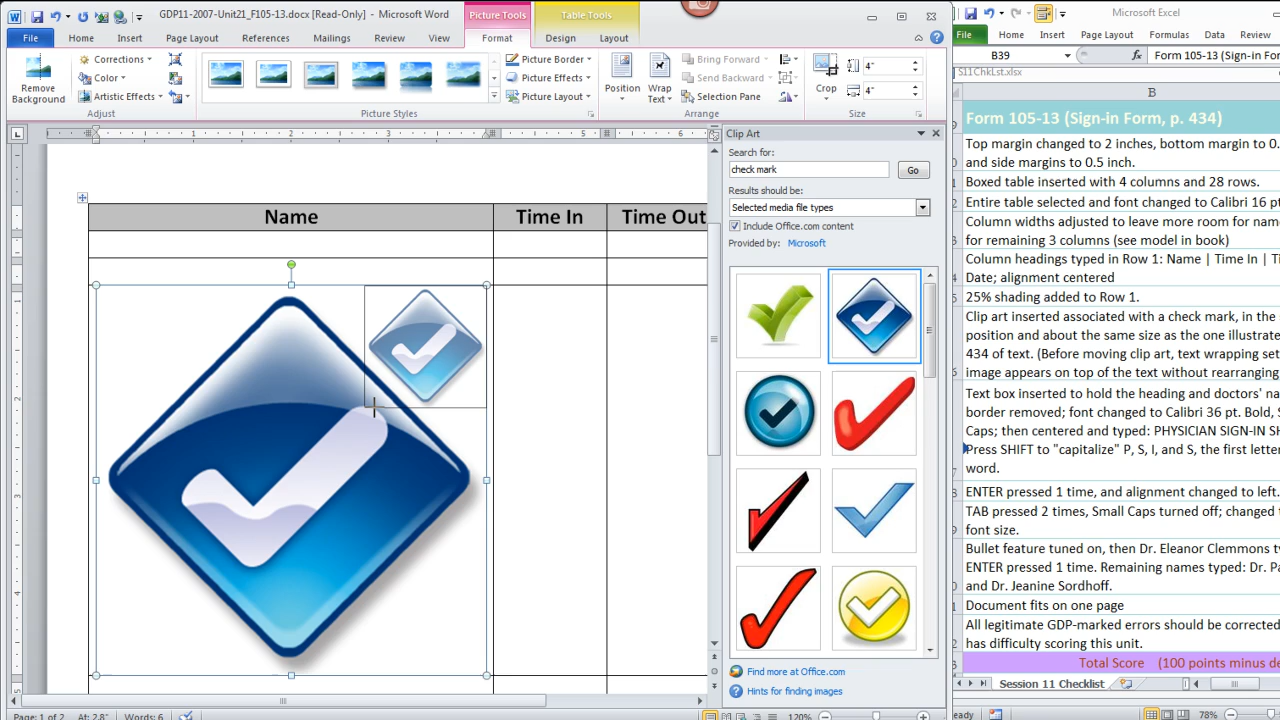 GDP11-2007-Unit21_F105-13.docx [Read-Only] - Microsoft Word
Picture Tools
Table Tools
File
Home
Insert
Page Layout
References
Mailings
Review
View
Format
Design
Layout
Remove
Background
Corrections
Color
Artistic Effects
Adjust
Picture Styles
Picture Border
Picture Effects
Picture Layout
Position
Wrap
Text
Bring Forward
Send Backward
Selection Pane
Arrange
Crop
4"
4"
Size
Name
Time In
Time Out
Clip Art
Search for:
check mark
Go
Results should be:
Selected media file types
Include Office.com content
Provided by:
Microsoft
Find more at Office.com
Hints for finding images
Page: 1 of 2
At: 2.8"
Words: 6
120%
Microsoft Excel
File
Home
Insert
Page Layout
Formulas
Data
Review
B39
fx
Form 105-13 (Sign-in Fo
S11ChkLst.xlsx
B
Form 105-13 (Sign-in Form, p. 434)
Top margin changed to 2 inches, bottom margin to 0.
and side margins to 0.5 inch.
Boxed table inserted with 4 columns and 28 rows.
Entire table selected and font changed to Calibri 16 pt
Column widths adjusted to leave more room for nam
for remaining 3 columns (see model in book)
Column headings typed in Row 1: Name | Time In | Ti
Date; alignment centered
25% shading added to Row 1.
Clip art inserted associated with a check mark, in the
position and about the same size as the one illustrate
434 of text. (Before moving clip art, text wrapping set
image appears on top of the text without rearranging
Text box inserted to hold the heading and doctors' na
border removed; font changed to Calibri 36 pt. Bold, S
Caps; then centered and typed: PHYSICIAN SIGN-IN SH
Press SHIFT to "capitalize" P, S, I, and S, the first letter
word.
ENTER pressed 1 time, and alignment changed to left.
TAB pressed 2 times, Small Caps turned off; changed t
font size.
Bullet feature tuned on, then Dr. Eleanor Clemmons ty
ENTER pressed 1 time. Remaining names typed: Dr. Pa
and Dr. Jeanine Sordhoff.
Document fits on one page
All legitimate GDP-marked errors should be corrected
has difficulty scoring this unit.
Total Score (100 points minus de
Session 11 Checklist
eady
78%